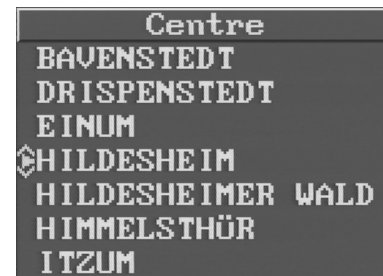 Centre
BAVENSTEDT
DRISPENSTEDT
EINUM
HILDESHEIM
HILDESHEIMER WALD
HIMMELSTHÜR
ITZUM